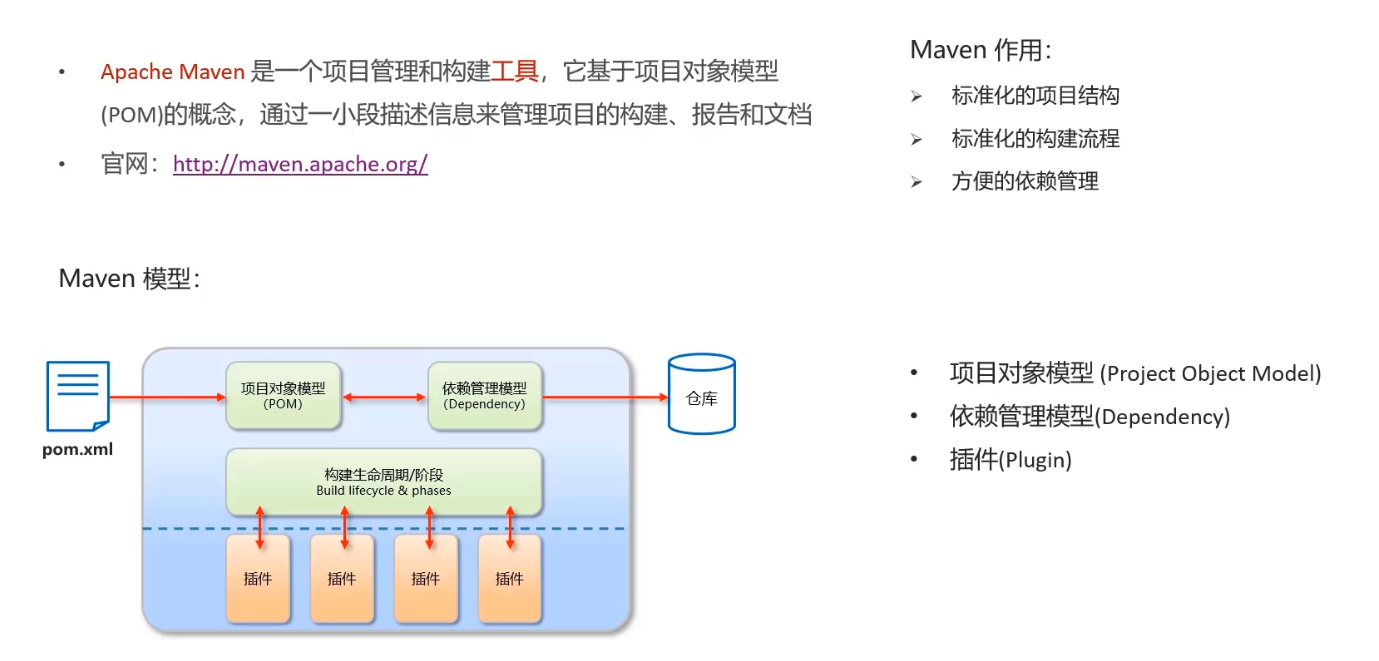 • Apache Maven 是一个项目管理和构建工具，它基于项目对象模型
(POM)的概念，通过一小段描述信息来管理项目的构建、报告和文档
• 官网：http://maven.apache.org/
Maven 作用：
➢ 标准化的项目结构
➢ 标准化的构建流程
➢ 方便的依赖管理
Maven 模型：
pom.xml
项目对象模型
(POM)
依赖管理模型
(Dependency)
仓库
构建生命周期/阶段
Build lifecycle & phases
插件
插件
插件
插件
• 项目对象模型 (Project Object Model)
• 依赖管理模型(Dependency)
• 插件(Plugin)